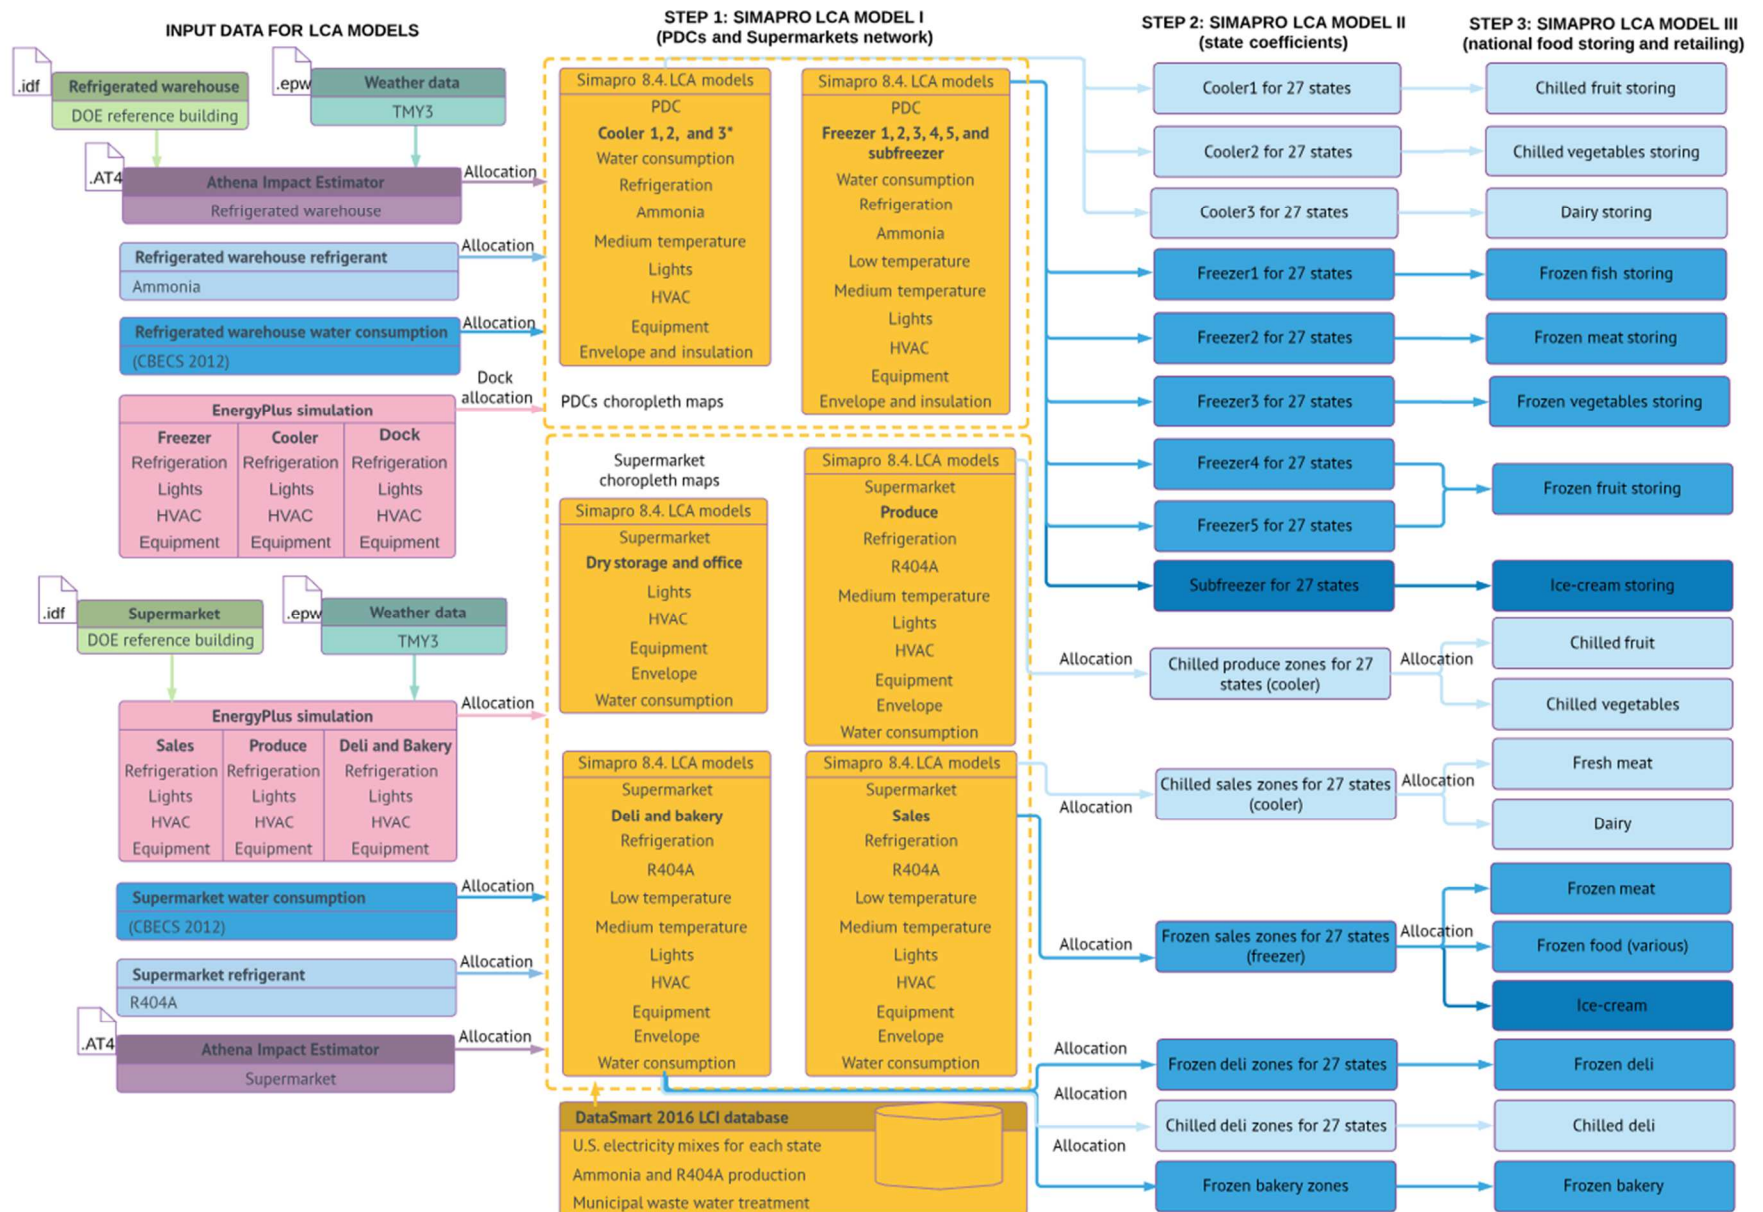 INPUT DATA FOR LCA MODELS
.idf
Refrigerated warehouse
DOE reference building
.epw
Weather data
TMY3
.AT4
Athena Impact Estimator
Refrigerated warehouse
Allocation
Refrigerated warehouse refrigerant
Ammonia
Allocation
Refrigerated warehouse water consumption
(CBECS 2012)
Allocation
EnergyPlus simulation
Freezer
Refrigeration
Lights
HVAC
Equipment
Cooler
Refrigeration
Lights
HVAC
Equipment
Dock
Refrigeration
Lights
HVAC
Equipment
Dock
allocation
.idf
Supermarket
DOE reference building
.epw
Weather data
TMY3
EnergyPlus simulation
Sales
Refrigeration
Lights
HVAC
Equipment
Produce
Refrigeration
Lights
HVAC
Equipment
Deli and Bakery
Refrigeration
Lights
HVAC
Equipment
Allocation
Supermarket water consumption
(CBECS 2012)
Allocation
Supermarket refrigerant
R404A
Allocation
.AT4
Athena Impact Estimator
Supermarket
Allocation
STEP 1: SIMAPRO LCA MODEL I
(PDCs and Supermarkets network)
Simapro 8.4. LCA models
PDC
Cooler 1, 2, and 3*
Water consumption
Refrigeration
Ammonia
Medium temperature
Lights
HVAC
Equipment
Envelope and insulation
Simapro 8.4. LCA models
PDC
Freezer 1, 2, 3, 4, 5, and
subfreezer
Water consumption
Refrigeration
Ammonia
Low temperature
Medium temperature
Lights
HVAC
Equipment
Envelope and insulation
PDCs choropleth maps
Supermarket
choropleth maps
Simapro 8.4. LCA models
Supermarket
Dry storage and office
Lights
HVAC
Equipment
Envelope
Water consumption
Simapro 8.4. LCA models
Supermarket
Produce
Refrigeration
R404A
Medium temperature
Lights
HVAC
Equipment
Envelope
Water consumption
Simapro 8.4. LCA models
Supermarket
Deli and bakery
Refrigeration
R404A
Low temperature
Medium temperature
Lights
HVAC
Equipment
Envelope
Water consumption
Simapro 8.4. LCA models
Supermarket
Sales
Refrigeration
R404A
Low temperature
Medium temperature
Lights
HVAC
Equipment
Envelope
Water consumption
DataSmart 2016 LCI database
U.S. electricity mixes for each state
Ammonia and R404A production
Municipal waste water treatment
STEP 2: SIMAPRO LCA MODEL II
(state coefficients)
Cooler1 for 27 states
Cooler2 for 27 states
Cooler3 for 27 states
Freezer1 for 27 states
Freezer2 for 27 states
Freezer3 for 27 states
Freezer4 for 27 states
Freezer5 for 27 states
Subfreezer for 27 states
Allocation
Chilled produce zones for 27
states (cooler)
Allocation
Allocation
Chilled sales zones for 27 states
(cooler)
Allocation
Allocation
Frozen sales zones for 27 states
(freezer)
Allocation
Allocation
Frozen deli zones for 27 states
Allocation
Chilled deli zones for 27 states
Allocation
Frozen bakery zones
STEP 3: SIMAPRO LCA MODEL III
(national food storing and retailing)
Chilled fruit storing
Chilled vegetables storing
Dairy storing
Frozen fish storing
Frozen meat storing
Frozen vegetables storing
Frozen fruit storing
Ice-cream storing
Chilled fruit
Chilled vegetables
Fresh meat
Dairy
Frozen meat
Frozen food (various)
Ice-cream
Frozen deli
Chilled deli
Frozen bakery